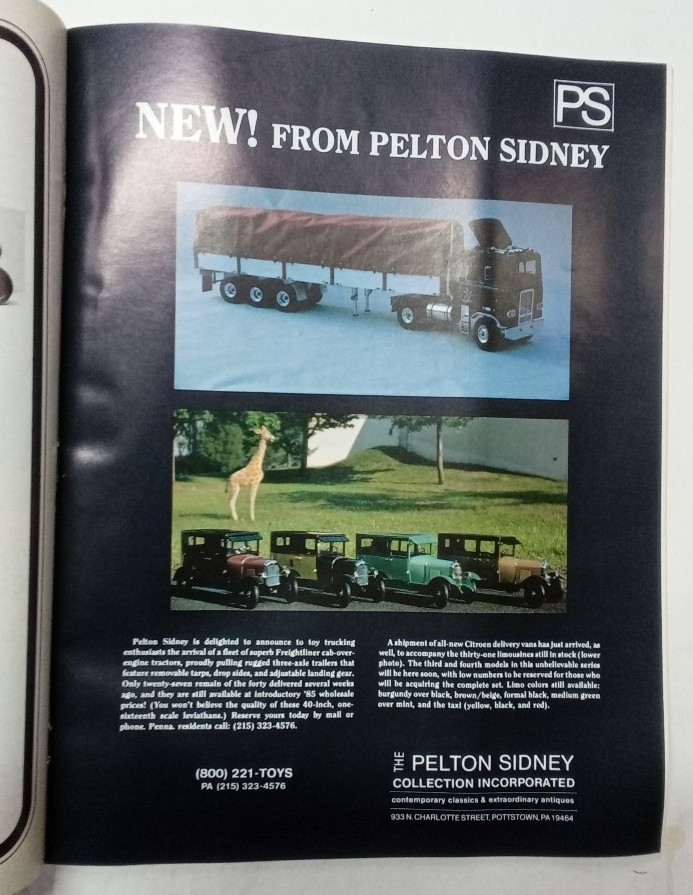 PS
NEW! FROM PELTON SIDNEY
Pelton Sidney is delighted to announce to toy trucking
enthusiasts the arrival of a fleet of superb Freightliner cab-over-
engine tractors, proudly pulling rugged three-axle trailers that
feature removable tarps, drop sides, and adjustable landing gear.
Only twenty-seven remain of the forty delivered several weeks
ago, and they are still available at introductory '85 wholesale
prices! (You won't believe the quality of these 40-inch, one-
sixteenth scale leviathans.) Reserve yours today by mail or
phone. Penna. residents call: (215) 323-4576.
A shipment of all-new Citroen delivery vans has just arrived, as
well, to accompany the thirty-one limousines still in stock (lower
photo). The third and fourth models in this unbelievable series
will be here soon, with low numbers to be reserved for those who
will be acquiring the complete set. Limo colors still available:
burgundy over black, brown/beige, formal black, medium green
over mint, and the taxi (yellow, black, and red).
(800) 221-TOYS
PA (215) 323-4576
THE PELTON SIDNEY
COLLECTION INCORPORATED
contemporary classics & extraordinary antiques
933 N. CHARLOTTE STREET, POTTSTOWN, PA 19464